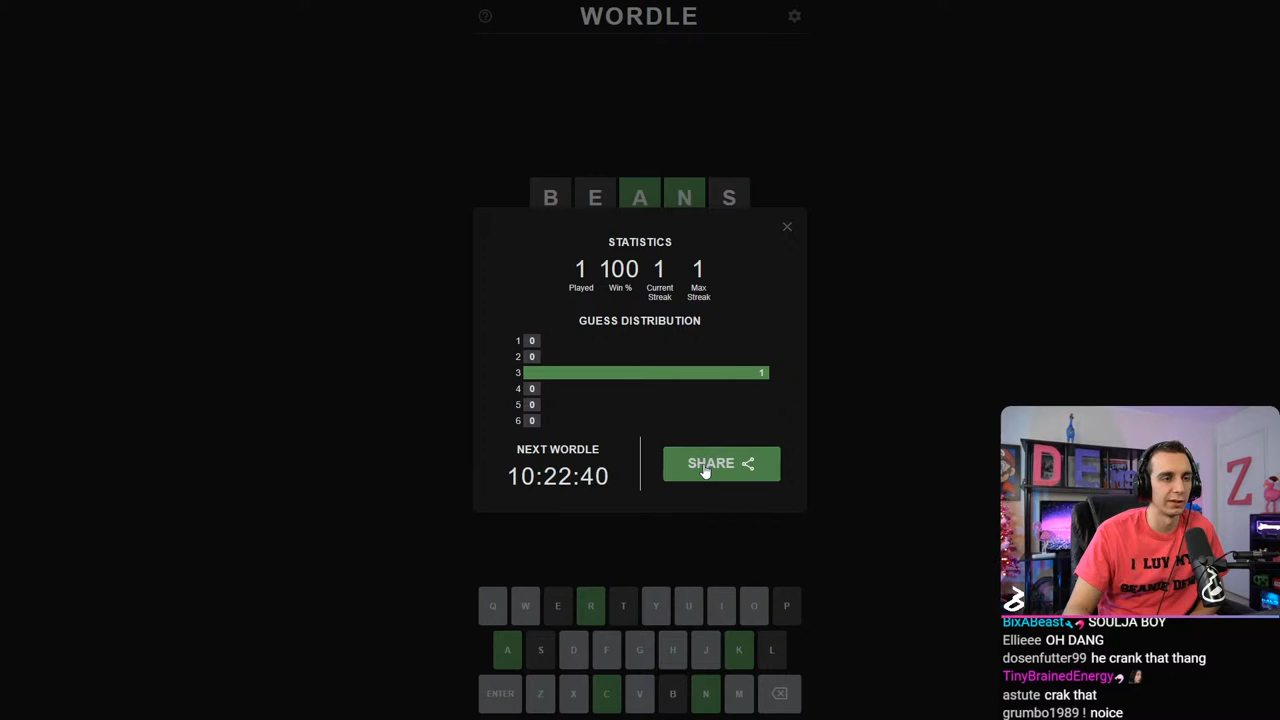 WORDLE
B E A N S
STATISTICS
1 100 1 1
Played Win % Current Streak Max Streak
GUESS DISTRIBUTION
1 0
2 0
3 1
4 0
5 0
6 0
NEXT WORDLE
10:22:40
SHARE
Q W E R T Y U I O P
A S D F G H J K L
ENTER Z X C V B N M
D E
Z
I LUV MY
BixABeast SOULJA BOY
Ellieee OH DANG
dosenfutter99 he crank that thang
TinyBrainedEnergy
astute crak that
grumbo1989 ! noice